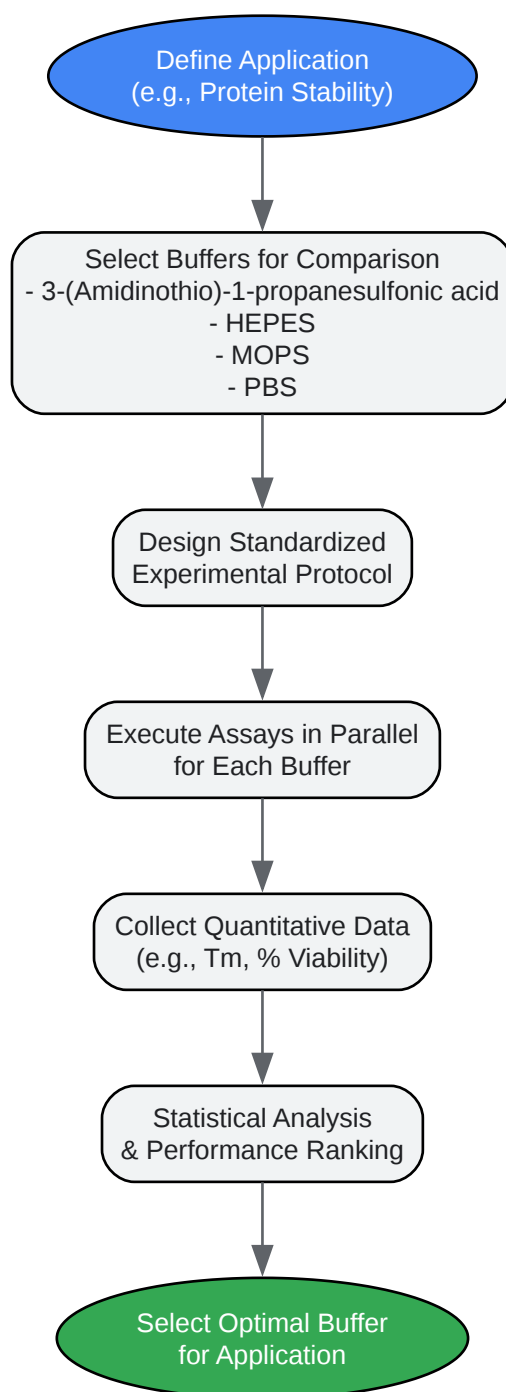 Define Application
(e.g., Protein Stability)
Select Buffers for Comparison
- 3-(Amidinothio)-1-propanesulfonic acid
- HEPES
- MOPS
- PBS
Design Standardized
Experimental Protocol
Execute Assays in Parallel
for Each Buffer
Collect Quantitative Data
(e.g., Tm, % Viability)
Statistical Analysis
& Performance Ranking
Select Optimal Buffer
for Application